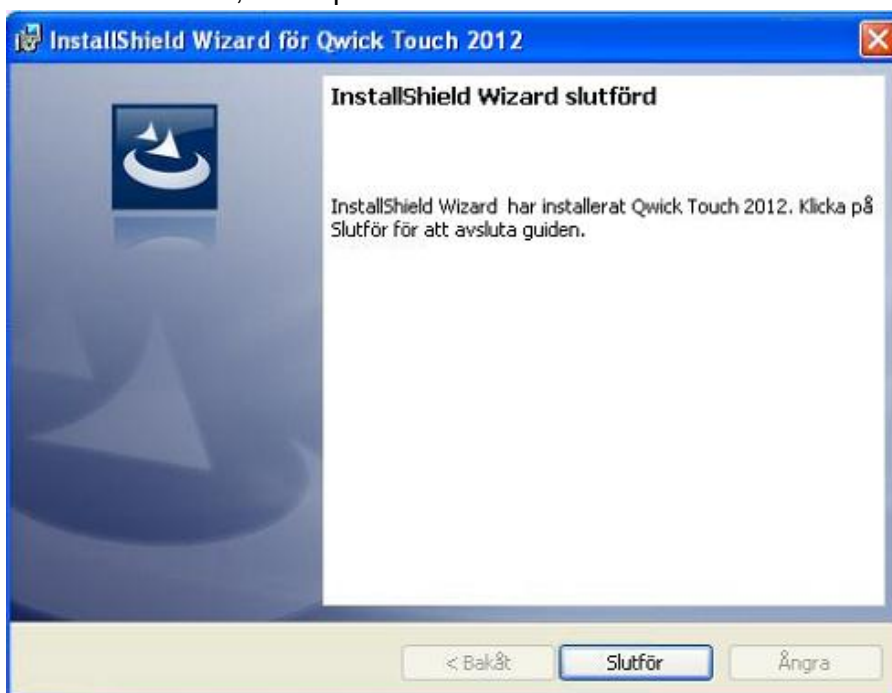 InstallShield Wizard för Qwick Touch 2012
InstallShield Wizard slutförd
InstallShield Wizard har installerat Qwick Touch 2012. Klicka på
Slutför för att avsluta guiden.
< Bakåt
Slutför
Ångra